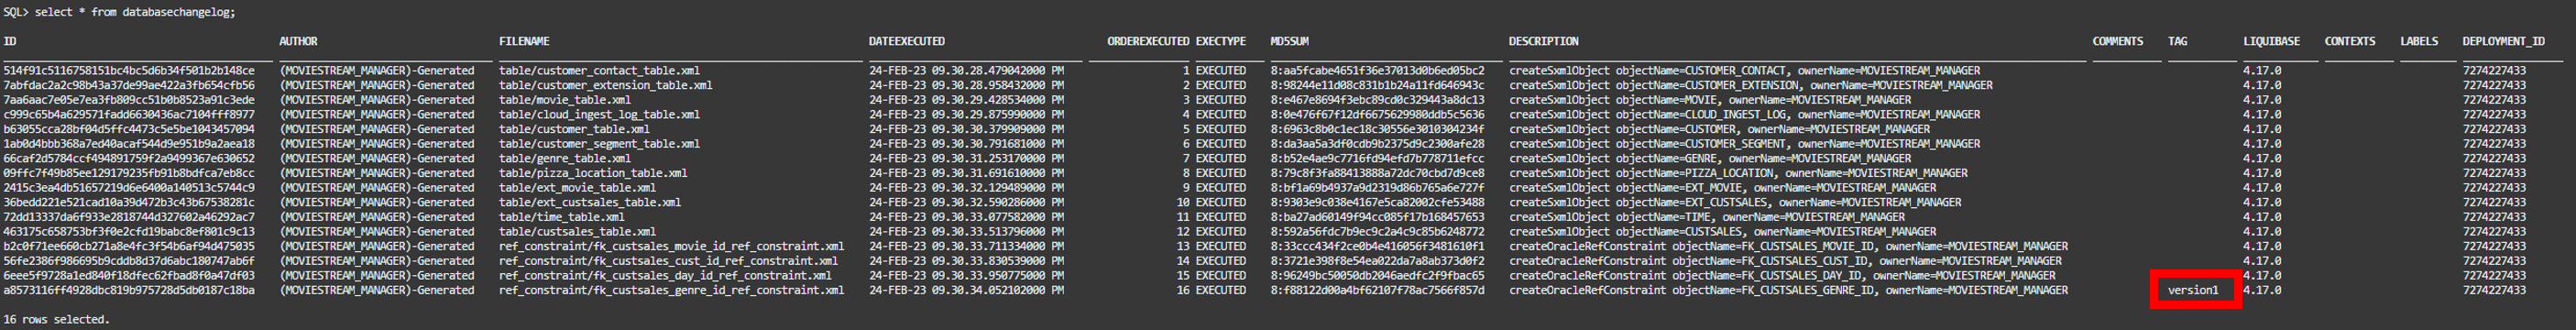 SQL> select * from databasechangelog;
ID AUTHOR FILENAME DATEEXECUTED ORDEREXECUTED EXECTYPE MD5SUM DESCRIPTION COMMENTS TAG LIQUIBASE CONTEXTS LABELS DEPLOYMENT_ID
514f91c5116758151bc4bc5d6b34f501b2b148ce (MOVIESTREAM_MANAGER)-Generated table/customer_contact_table.xml 24-FEB-23 09.30.28.479042000 PM 1 EXECUTED 8:aa5fcabe4651f36e37013d0b6ed05bc2 createSxmlObject objectName=CUSTOMER_CONTACT, ownerName=MOVIESTREAM_MANAGER 4.17.0 7274227433
7abfdac2a2c98b43a37de99ae422a3fb654cfb56 (MOVIESTREAM_MANAGER)-Generated table/customer_extension_table.xml 24-FEB-23 09.30.28.958432000 PM 2 EXECUTED 8:98244e11d08c831b1b24a11fd646943c createSxmlObject objectName=CUSTOMER_EXTENSION, ownerName=MOVIESTREAM_MANAGER 4.17.0 7274227433
7aa6aac7e05e7ea3fb809cc51b0b8523a91c3ede (MOVIESTREAM_MANAGER)-Generated table/movie_table.xml 24-FEB-23 09.30.29.428534000 PM 3 EXECUTED 8:e467e8694f3ebc89cd0c329443a8dc13 createSxmlObject objectName=MOVIE, ownerName=MOVIESTREAM_MANAGER 4.17.0 7274227433
c999c65b4a629571fadd6630436ac7104fff8977 (MOVIESTREAM_MANAGER)-Generated table/cloud_ingest_log_table.xml 24-FEB-23 09.30.29.875990000 PM 4 EXECUTED 8:0e476f67f12df6675629980ddb5c5636 createSxmlObject objectName=CLOUD_INGEST_LOG, ownerName=MOVIESTREAM_MANAGER 4.17.0 7274227433
b63055cca28bf04d5ffc4473c5e5be1043457094 (MOVIESTREAM_MANAGER)-Generated table/customer_table.xml 24-FEB-23 09.30.30.379909000 PM 5 EXECUTED 8:6963c8b0c1ec18c30556e3010304234f createSxmlObject objectName=CUSTOMER, ownerName=MOVIESTREAM_MANAGER 4.17.0 7274227433
1ab0d4bbb368a7ed40acaf544d9e951b9a2aea18 (MOVIESTREAM_MANAGER)-Generated table/customer_segment_table.xml 24-FEB-23 09.30.30.791681000 PM 6 EXECUTED 8:da3aa5a3df0cdb9b2375d9c2300afe28 createSxmlObject objectName=CUSTOMER_SEGMENT, ownerName=MOVIESTREAM_MANAGER 4.17.0 7274227433
66caf2d5784ccf494891759f2a9499367e630652 (MOVIESTREAM_MANAGER)-Generated table/genre_table.xml 24-FEB-23 09.30.31.253170000 PM 7 EXECUTED 8:b52e4ae9c7716fd94efd7b778711efcc createSxmlObject objectName=GENRE, ownerName=MOVIESTREAM_MANAGER 4.17.0 7274227433
09ffc7f49b85ee129179235fb91b8bdfca7eb8cc (MOVIESTREAM_MANAGER)-Generated table/pizza_location_table.xml 24-FEB-23 09.30.31.691610000 PM 8 EXECUTED 8:79c8f3fa88413888a72dc70cbd7d9ce8 createSxmlObject objectName=PIZZA_LOCATION, ownerName=MOVIESTREAM_MANAGER 4.17.0 7274227433
2415c3ea4db51657219d6e6400a140513c5744c9 (MOVIESTREAM_MANAGER)-Generated table/ext_movie_table.xml 24-FEB-23 09.30.32.129489000 PM 9 EXECUTED 8:bf1a69b4937a9d2319d86b765a6e727f createSxmlObject objectName=EXT_MOVIE, ownerName=MOVIESTREAM_MANAGER 4.17.0 7274227433
36bedd221e521cad10a39d472b3c43b67538281c (MOVIESTREAM_MANAGER)-Generated table/ext_custsales_table.xml 24-FEB-23 09.30.32.590286000 PM 10 EXECUTED 8:9303e9c038e4167e5ca82002cfe53488 createSxmlObject objectName=EXT_CUSTSALES, ownerName=MOVIESTREAM_MANAGER 4.17.0 7274227433
72dd13337da6f933e2818744d327602a46292ac7 (MOVIESTREAM_MANAGER)-Generated table/time_table.xml 24-FEB-23 09.30.33.077582000 PM 11 EXECUTED 8:ba27ad60149f94cc085f17b168457653 createSxmlObject objectName=TIME, ownerName=MOVIESTREAM_MANAGER 4.17.0 7274227433
463175c658753bf3f0e2cfd19babc8ef801c9c13 (MOVIESTREAM_MANAGER)-Generated table/custsales_table.xml 24-FEB-23 09.30.33.513796000 PM 12 EXECUTED 8:592a56fdc7b9ec9c2a4c9c85b6248772 createSxmlObject objectName=CUSTSALES, ownerName=MOVIESTREAM_MANAGER 4.17.0 7274227433
b2c0f71ee660cb271a8e4fc3f54b6af94d475035 (MOVIESTREAM_MANAGER)-Generated ref_constraint/fk_custsales_movie_id_ref_constraint.xml 24-FEB-23 09.30.33.711334000 PM 13 EXECUTED 8:33ccc434f2ce0b4e416056f3481610f1 createOracleRefConstraint objectName=FK_CUSTSALES_MOVIE_ID, ownerName=MOVIESTREAM_MANAGER 4.17.0 7274227433
56fe2386f986695b9cddb8d37d6abc180747ab6f (MOVIESTREAM_MANAGER)-Generated ref_constraint/fk_custsales_cust_id_ref_constraint.xml 24-FEB-23 09.30.33.830539000 PM 14 EXECUTED 8:3721e398f8e54ea022da7a8ab373d0f2 createOracleRefConstraint objectName=FK_CUSTSALES_CUST_ID, ownerName=MOVIESTREAM_MANAGER 4.17.0 7274227433
6eee5f9728a1ed840f18dfec62fbad8f0a47df03 (MOVIESTREAM_MANAGER)-Generated ref_constraint/fk_custsales_day_id_ref_constraint.xml 24-FEB-23 09.30.33.950775000 PM 15 EXECUTED 8:96249bc50050db2046aedfc2f9fbac65 createOracleRefConstraint objectName=FK_CUSTSALES_DAY_ID, ownerName=MOVIESTREAM_MANAGER 4.17.0 7274227433
a8573116ff4928dbc819b975728d5db0187c18ba (MOVIESTREAM_MANAGER)-Generated ref_constraint/fk_custsales_genre_id_ref_constraint.xml 24-FEB-23 09.30.34.052102000 PM 16 EXECUTED 8:f88122d00a4bf62107f78ac7566f857d createOracleRefConstraint objectName=FK_CUSTSALES_GENRE_ID, ownerName=MOVIESTREAM_MANAGER version1 4.17.0 7274227433
16 rows selected.